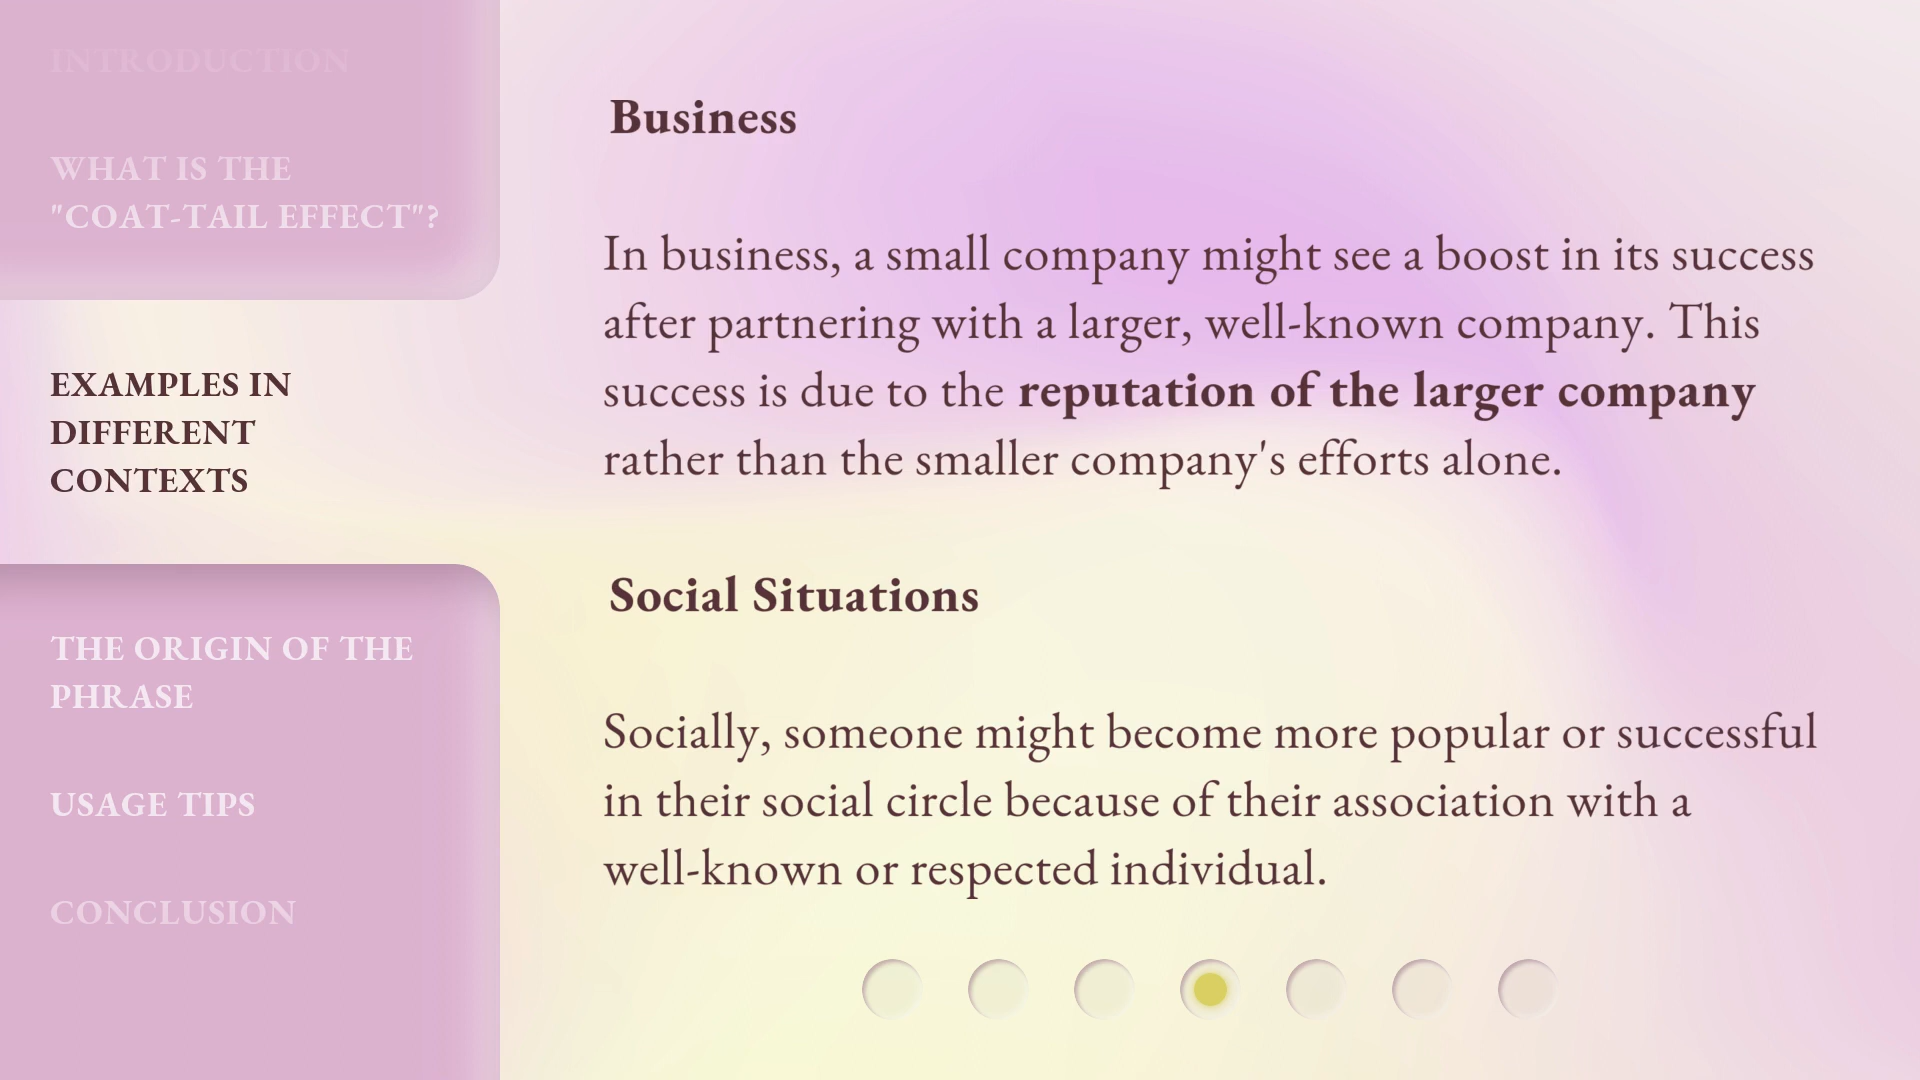 INTRODUCTION
WHAT IS THE
"COAT-TAIL EFFECT"?
EXAMPLES IN
DIFFERENT
CONTEXTS
THE ORIGIN OF THE
PHRASE
USAGE TIPS
CONCLUSION
Business
In business, a small company might see a boost in its success
after partnering with a larger, well-known company. This
success is due to the reputation of the larger company
rather than the smaller company's efforts alone.
Social Situations
Socially, someone might become more popular or successful
in their social circle because of their association with a
well-known or respected individual.